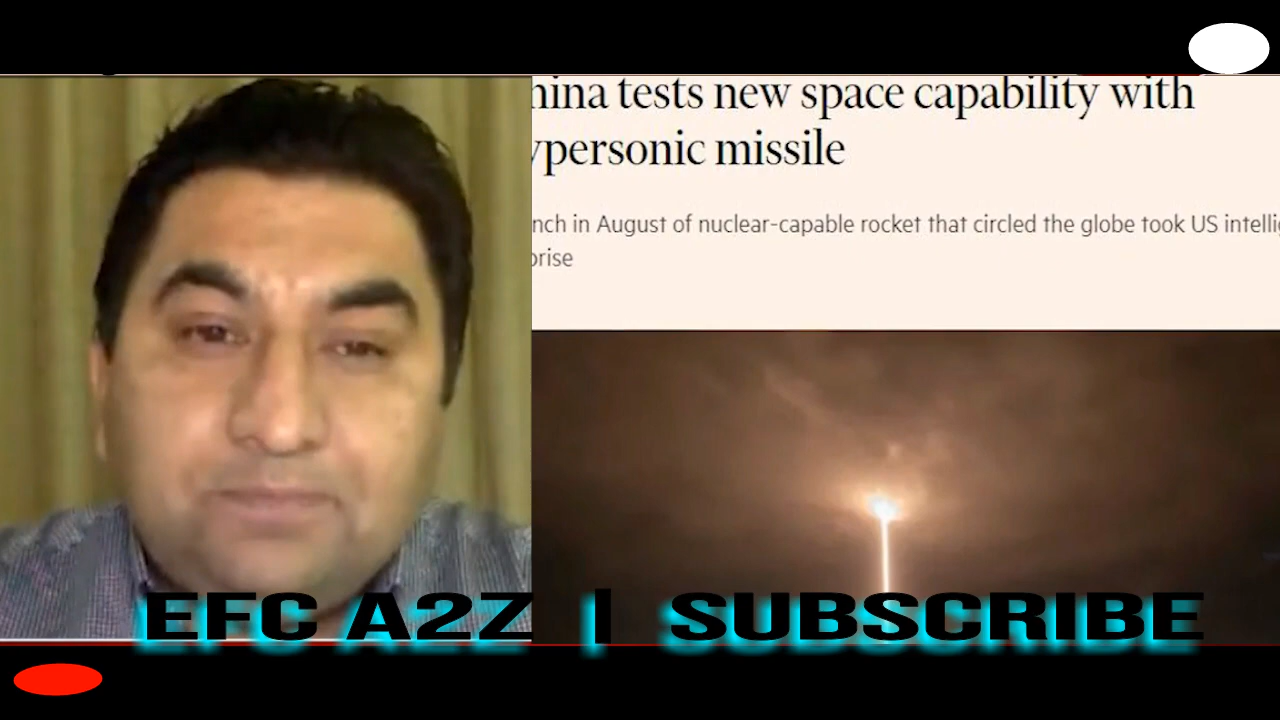 hina tests new space capability with
ypersonic missile
nch in August of nuclear-capable rocket that circled the globe took US intelli
prise
EFC A2Z | SUBSCRIBE